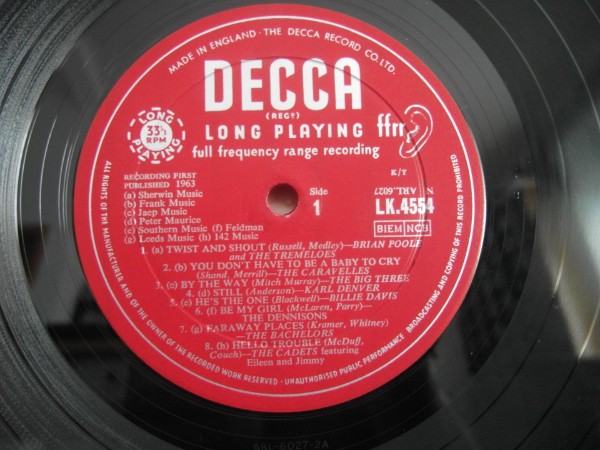 MADE IN ENGLAND · THE DECCA RECORD CO. LTD.
DECCA
(REGD)
LONG PLAYING ffrr
full frequency range recording
LONG
33⅓
RPM
PLAYING
K/T
RECORDING FIRST
PUBLISHED 1963
(a) Sherwin Music
(b) Frank Music
(c) Jaep Music
(d) Peter Maurice
(e) Southern Music (f) Feldman
(g) Leeds Music (h) 142 Music
Side
1
ARL.6027
LK.4554
BIEM NCB
1. (a) TWIST AND SHOUT (Russell, Medley)—BRIAN POOLE
and THE TREMELOES
2. (b) YOU DON'T HAVE TO BE A BABY TO CRY
(Shand, Merrill)—THE CARAVELLES
3. (c) BY THE WAY (Mitch Murray)—THE BIG THREE
4. (d) STILL (Anderson)—KARL DENVER
5. (e) HE'S THE ONE (Blackwell)—BILLIE DAVIS
6. (f) BE MY GIRL (McLaren, Parry)—
THE DENNISONS
7. (g) FARAWAY PLACES (Kramer, Whitney)
—THE BACHELORS
8. (h) HELLO TROUBLE (McDuff,
Couch)—THE CADETS featuring
Eileen and Jimmy
ALL RIGHTS OF THE MANUFACTURER AND OF THE OWNER OF THE RECORDED WORK RESERVED · UNAUTHORISED PUBLIC PERFORMANCE BROADCASTING AND COPYING OF THIS RECORD PROHIBITED
6027-2A